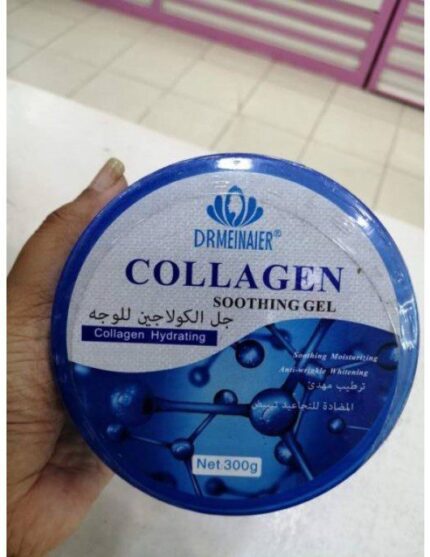 DRMEINAIER®
COLLAGEN
SOOTHING GEL
جل الكولاجين للوجه
Collagen Hydrating
Soothing Moisturizing
Anti-wrinkle Whitening
ترطيب مهدئ
المضادة للتجاعيد تبييض
Net 300g